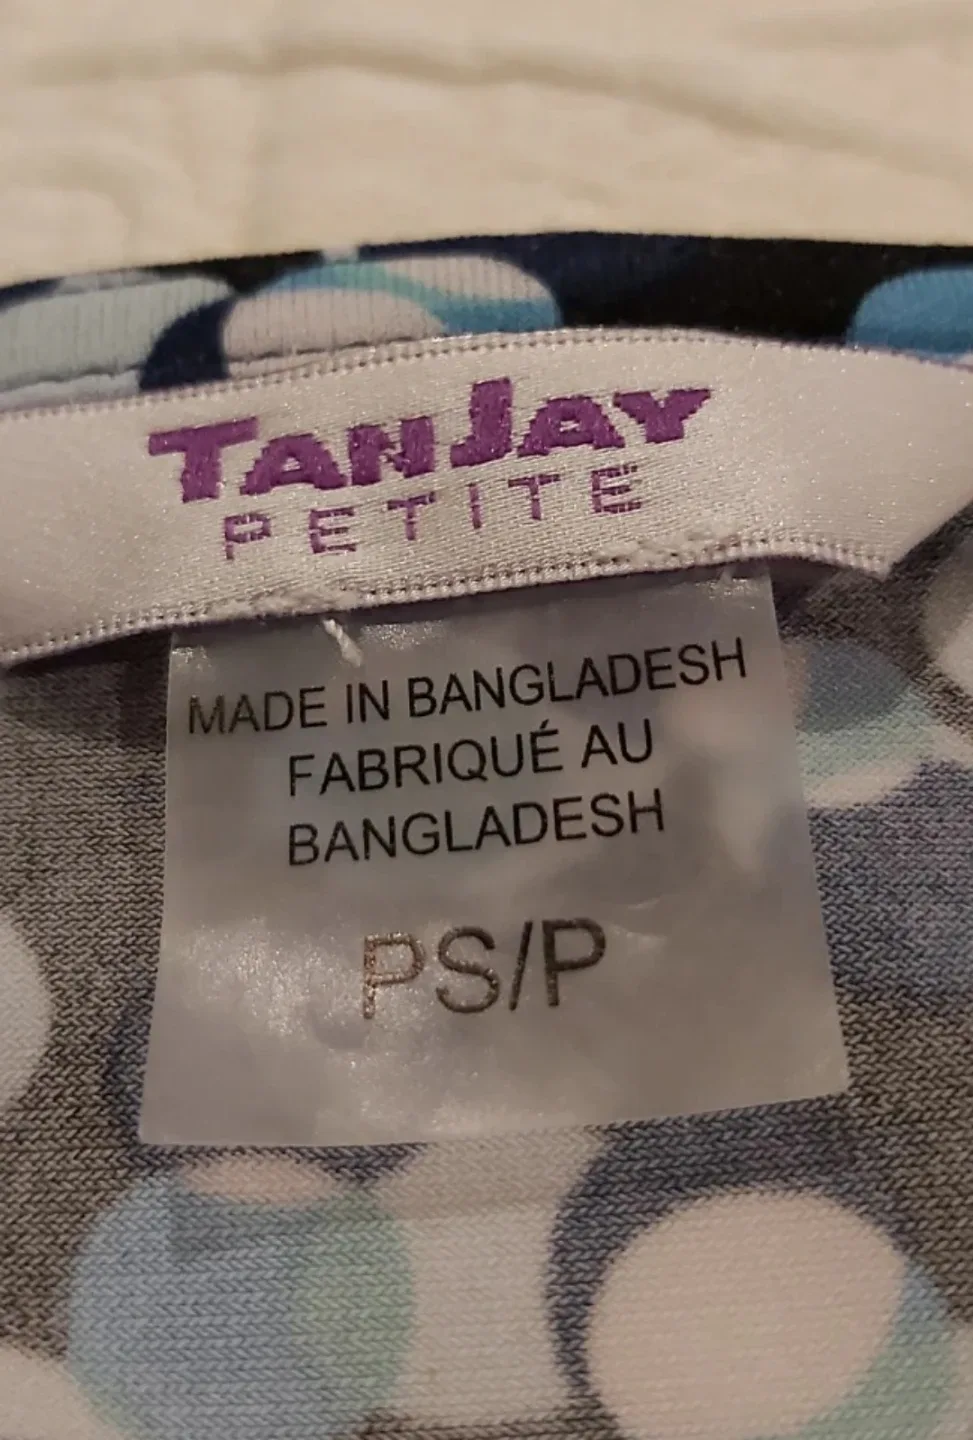 TANJAY
PETITE
MADE IN BANGLADESH
FABRIQUÉ AU
BANGLADESH
PS/P